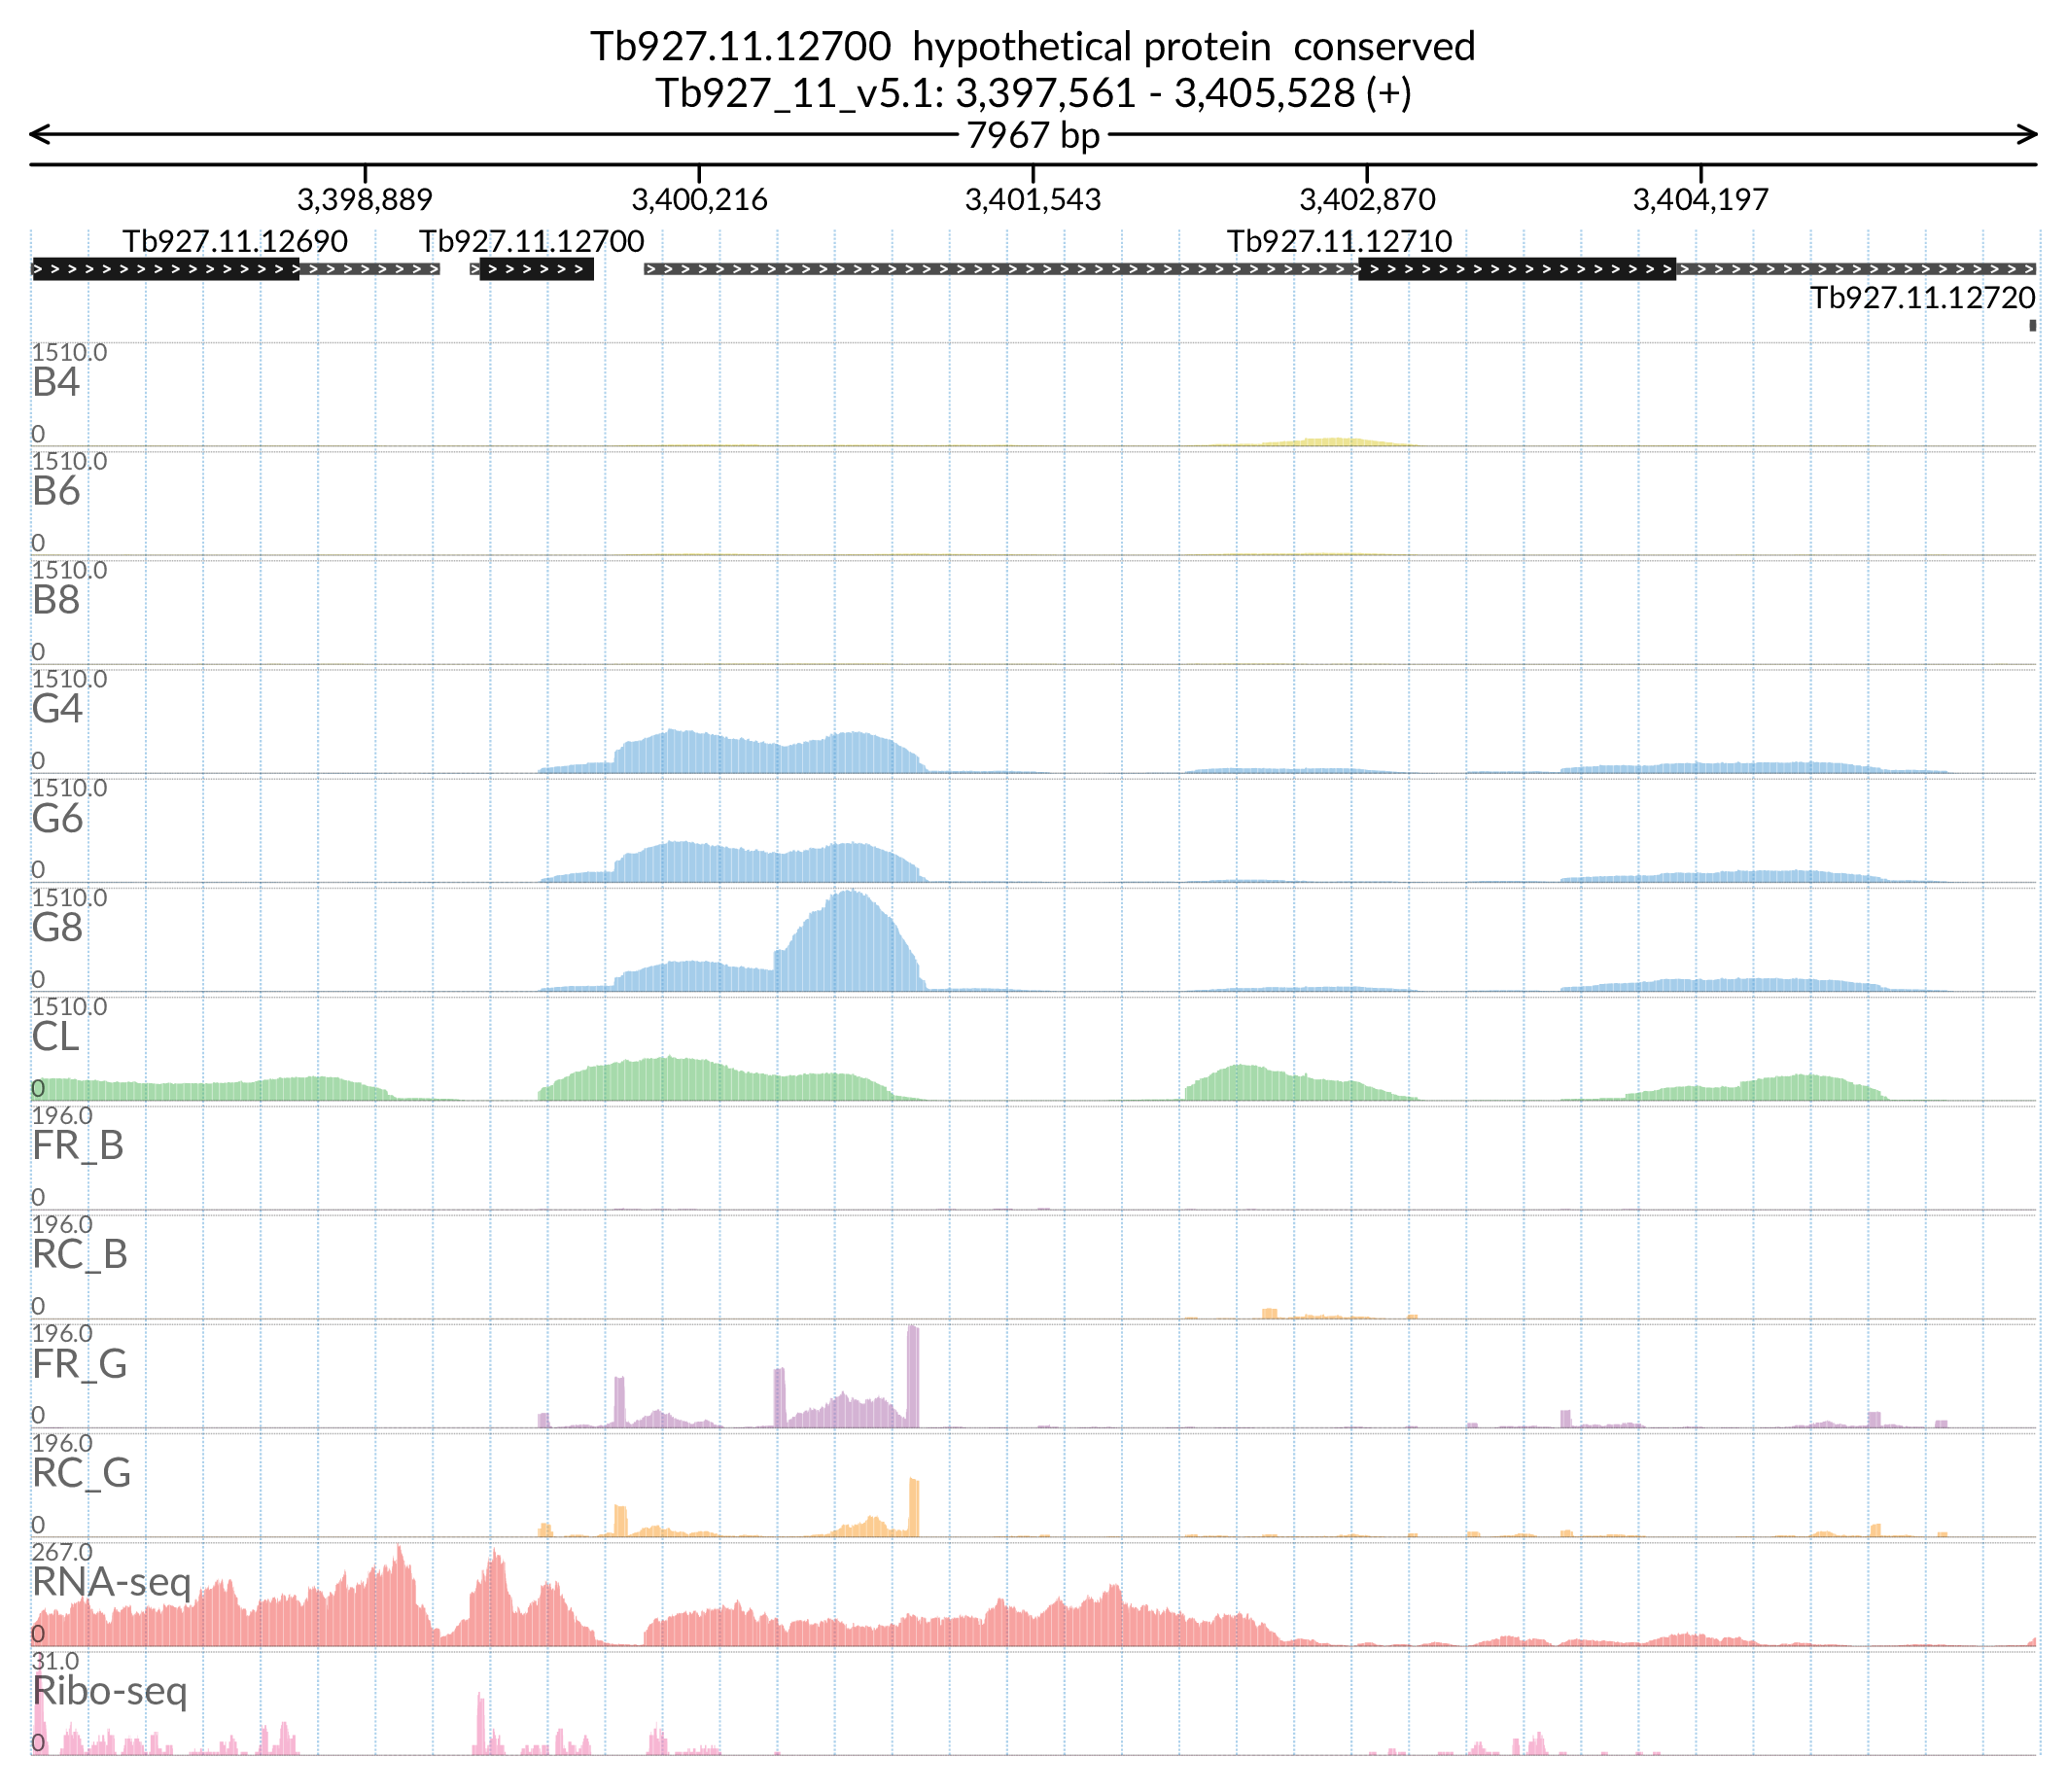 Tb927.11.12700 hypothetical protein conserved
Tb927_11_v5.1: 3,397,561 - 3,405,528 (+)
7967 bp
3,398,889 3,400,216 3,401,543 3,402,870 3,404,197
Tb927.11.12690 Tb927.11.12700 Tb927.11.12710
Tb927.11.12720
1510.0
B4
0
1510.0
B6
0
1510.0
B8
0
1510.0
G4
0
1510.0
G6
0
1510.0
G8
0
1510.0
CL
0
196.0
FR_B
0
196.0
RC_B
0
196.0
FR_G
0
196.0
RC_G
0
267.0
RNA-seq
0
31.0
Ribo-seq
0